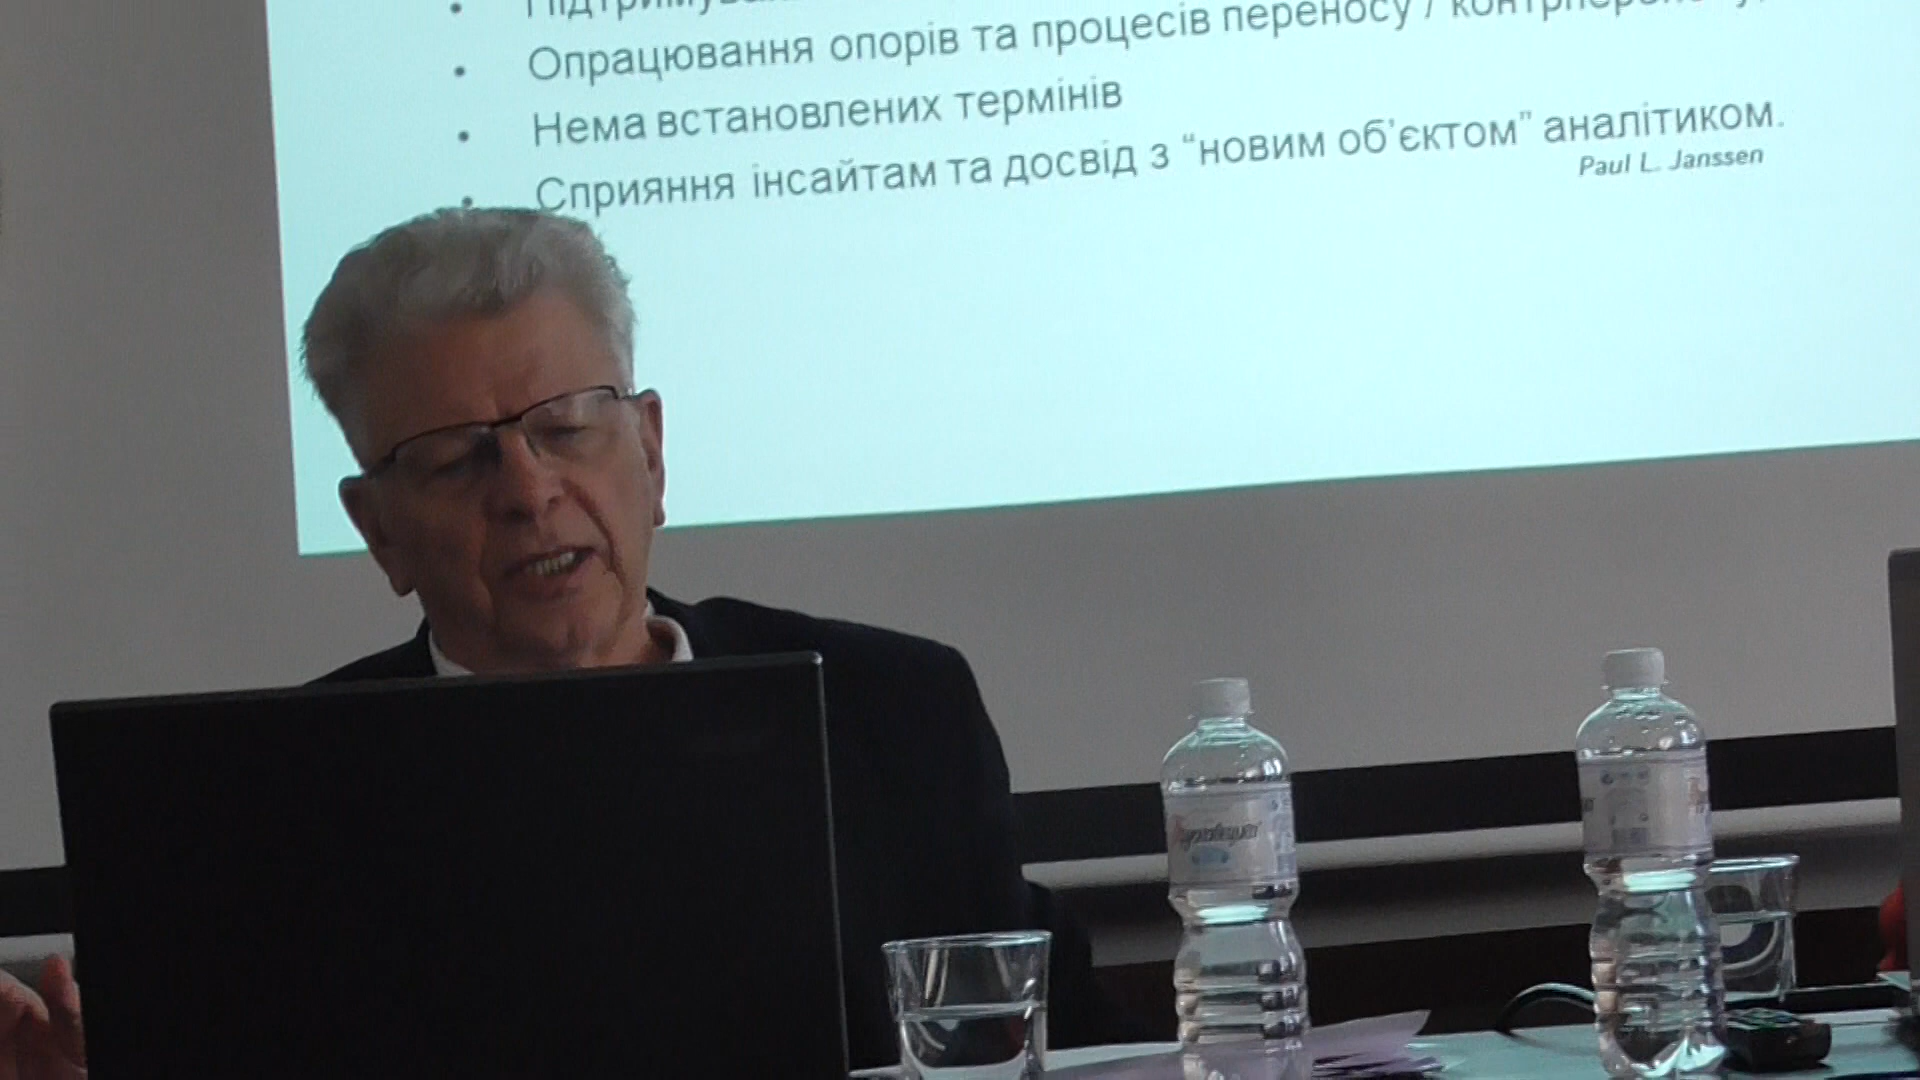 Опрацювання опорів та процесів переносу /
Нема встановлених термінів
Сприяння інсайтам та досвід з “новим об’єктом” аналітиком.
Paul L. Janssen